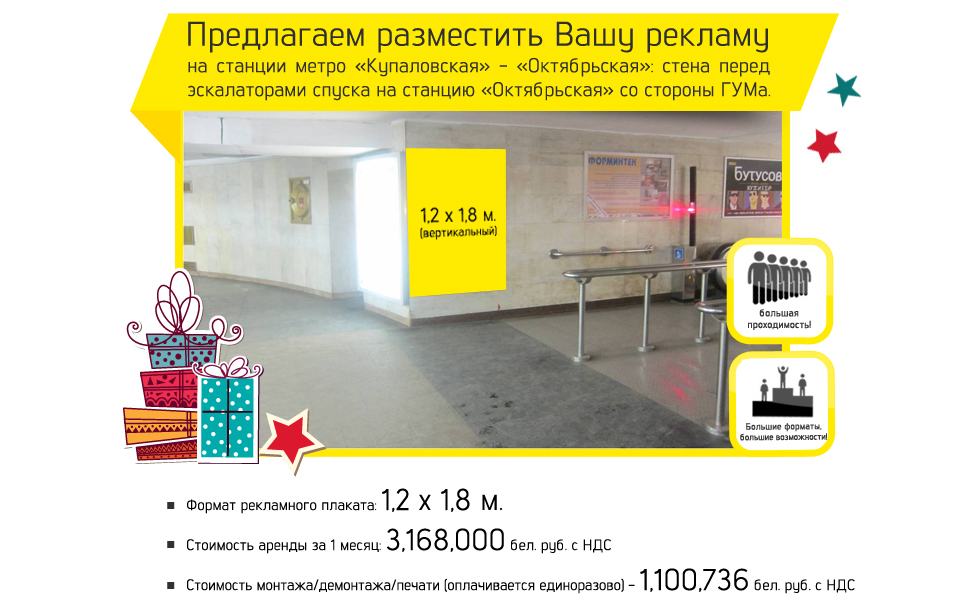 Предлагаем разместить Вашу рекламу
на станции метро «Купаловская» - «Октябрьская»: стена перед
эскалаторами спуска на станцию «Октябрьская» со стороны ГУМа.
1,2 х 1,8 м.
(вертикальный)
ФОРМИНТЕК
БУТУСОВ
большая
проходимость!
Большие форматы,
большие возможности!
Формат рекламного плаката: 1,2 х 1,8 м.
Стоимость аренды за 1 месяц: 3,168,000 бел. руб. с НДС
Стоимость монтажа/демонтажа/печати (оплачивается единоразово) - 1,100,736 бел. руб. с НДС